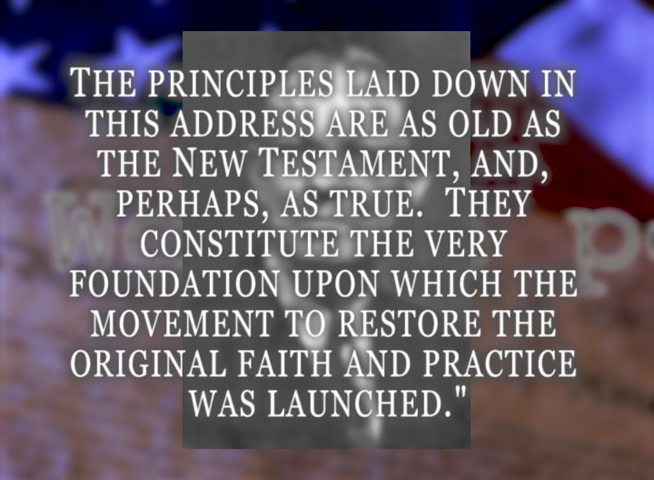 THE PRINCIPLES LAID DOWN IN
THIS ADDRESS ARE AS OLD AS
THE NEW TESTAMENT, AND,
PERHAPS, AS TRUE. THEY
CONSTITUTE THE VERY
FOUNDATION UPON WHICH THE
MOVEMENT TO RESTORE THE
ORIGINAL FAITH AND PRACTICE
WAS LAUNCHED."